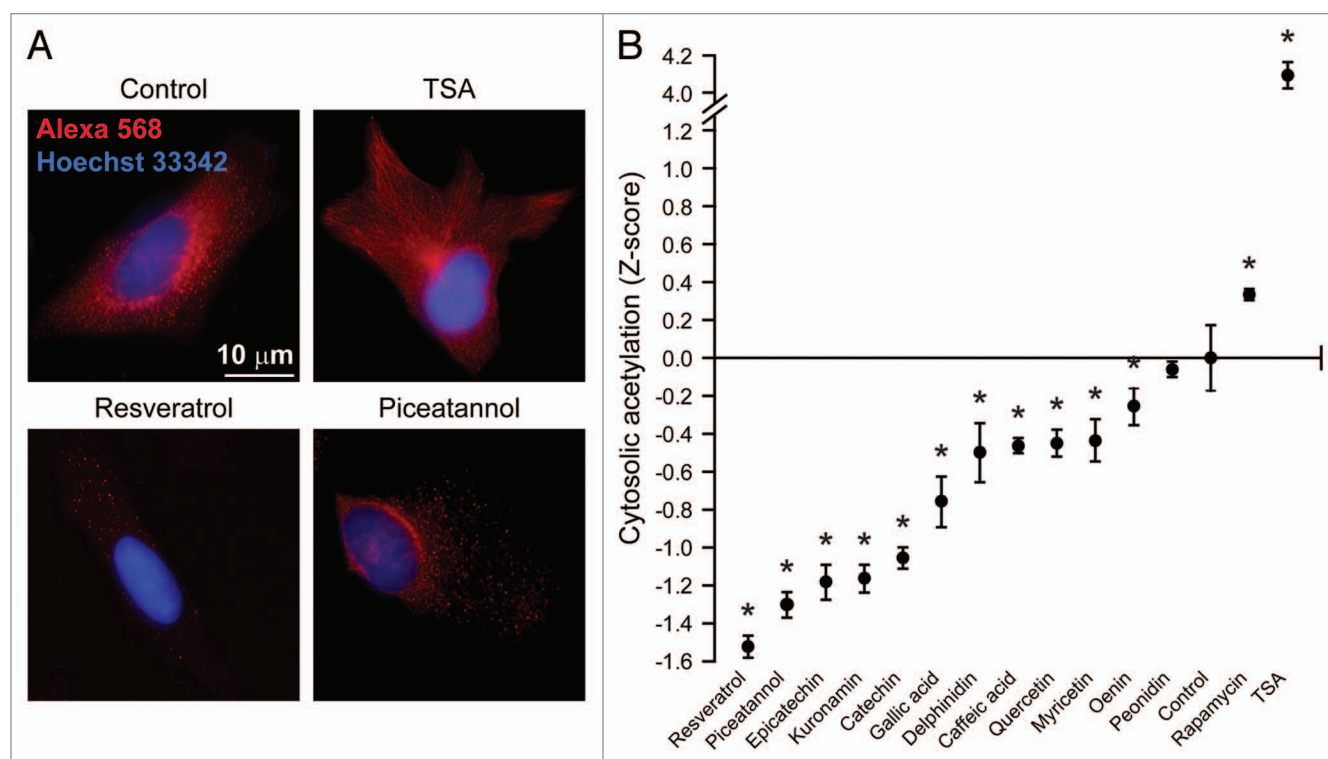 A
Control
TSA
Alexa 568
Hoechst 33342
10 μm
Resveratrol
Piceatannol
B
Cytosolic acetylation (Z-score)
4.2
4.0
1.2
1.0
0.8
0.6
0.4
0.2
0.0
-0.2
-0.4
-0.6
-0.8
-1.0
-1.2
-1.4
-1.6
*
*
*
*
*
*
*
*
*
*
*
*
*
Resveratrol
Piceatannol
Epicatechin
Kuronamin
Catechin
Gallic acid
Delphinidin
Caffeic acid
Quercetin
Myricetin
Oenin
Peonidin
Control
Rapamycin
TSA